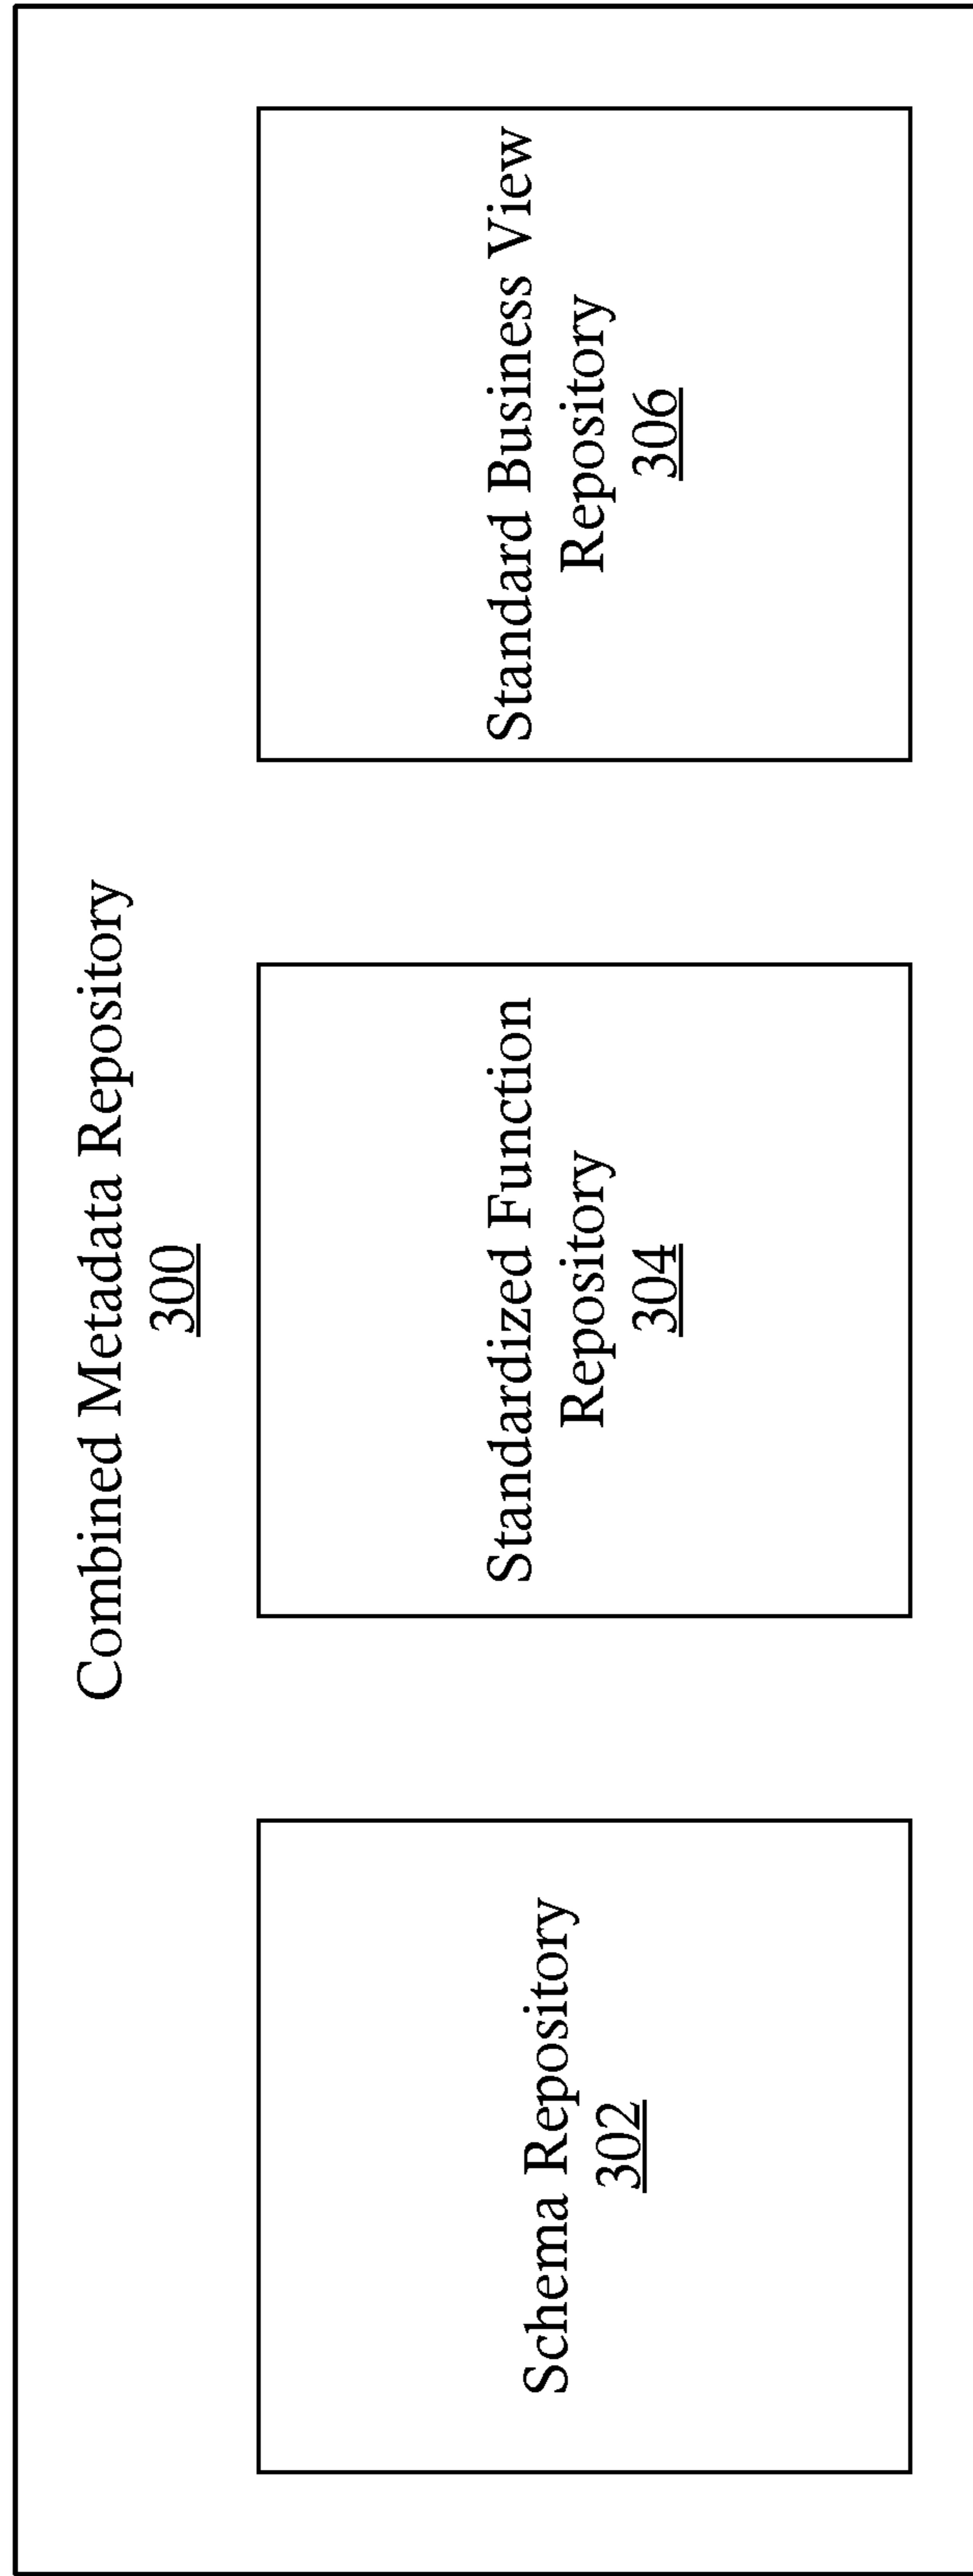 Combined Metadata Repository
300
Schema Repository
302
Standardized Function
Repository
304
Standard Business View
Repository
306